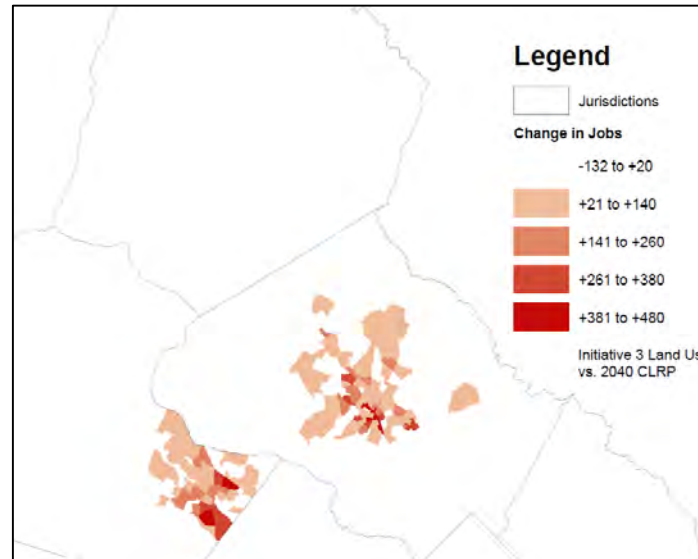 Legend
Jurisdictions
Change in Jobs
-132 to +20
+21 to +140
+141 to +260
+261 to +380
+381 to +480
Initiative 3 Land Us
vs. 2040 CLRP